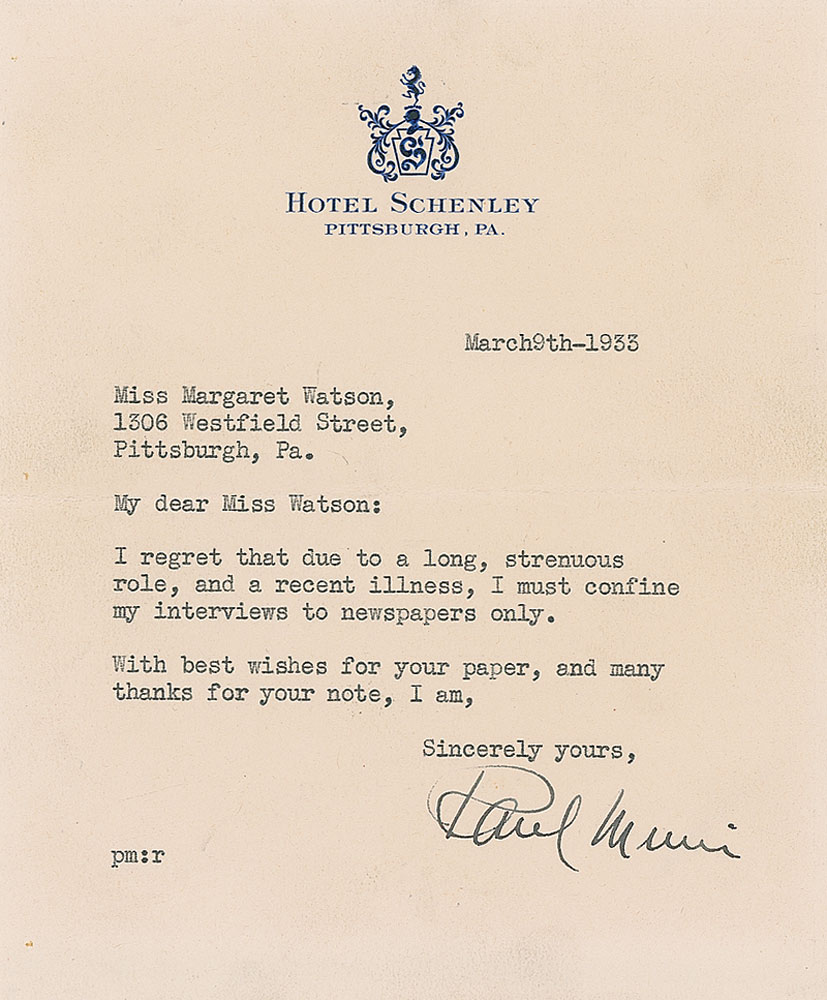 HOTEL SCHENLEY
PITTSBURGH, PA.
March9th-1933
Miss Margaret Watson,
1306 Westfield Street,
Pittsburgh, Pa.
My dear Miss Watson:
I regret that due to a long, strenuous
role, and a recent illness, I must confine
my interviews to newspapers only.
With best wishes for your paper, and many
thanks for your note, I am,
Sincerely yours,
Paul Muni
pm:r